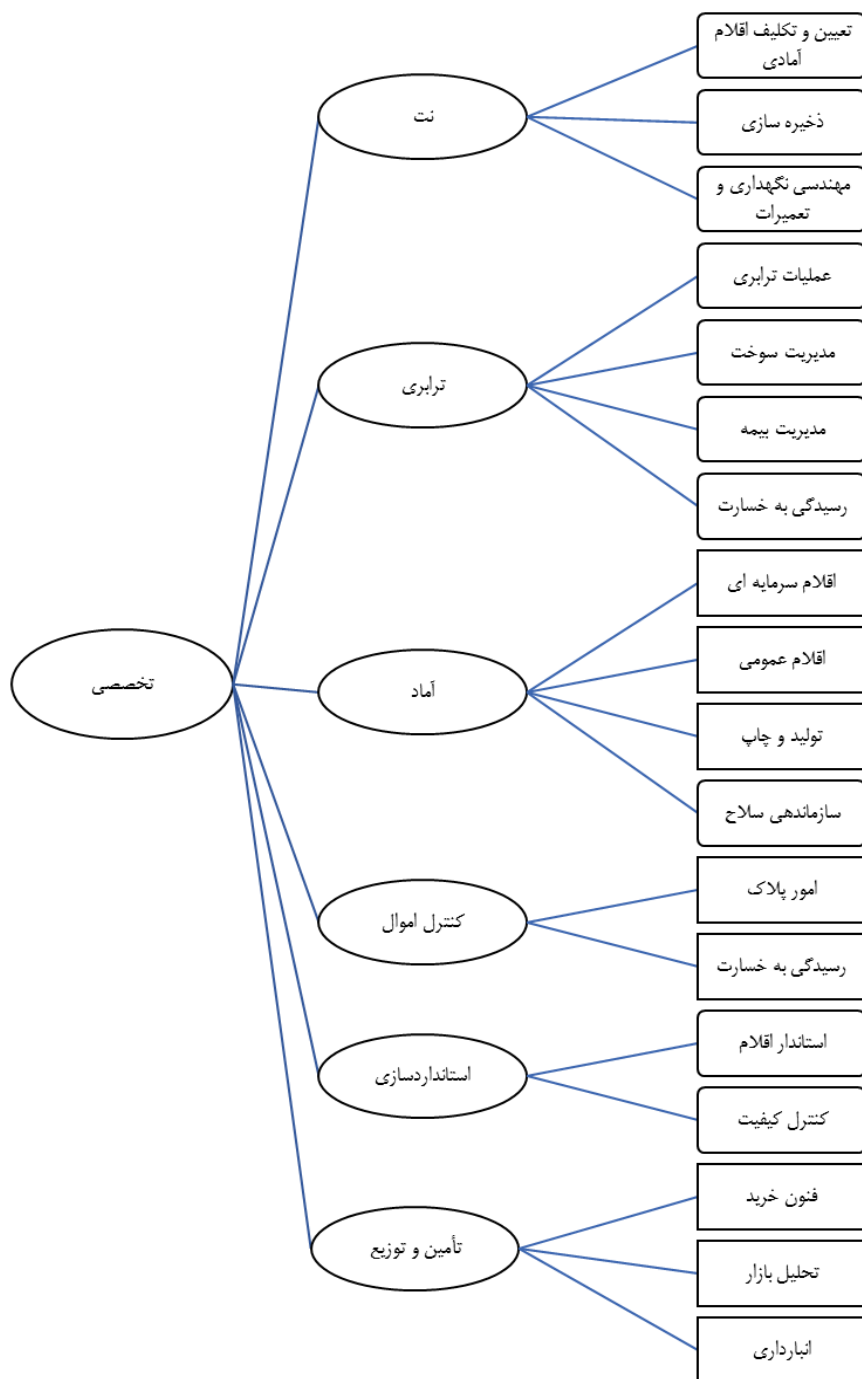 تعیین و تکلیف اقلام
آمادی
نت
ذخیره سازی
مهندسی نگهداری و
تعمیرات
عملیات ترابری
مدیریت سوخت
ترابری
مدیریت بیمه
رسیدگی به خسارت
اقلام سرمایه ای
اقلام عمومی
تخصصی
آماد
تولید و چاپ
سازماندهی سلاح
امور پلاک
کنترل اموال
رسیدگی به خسارت
استاندار اقلام
استانداردسازی
کنترل کیفیت
فنون خرید
تأمین و توزیع
تحلیل بازار
انبارداری